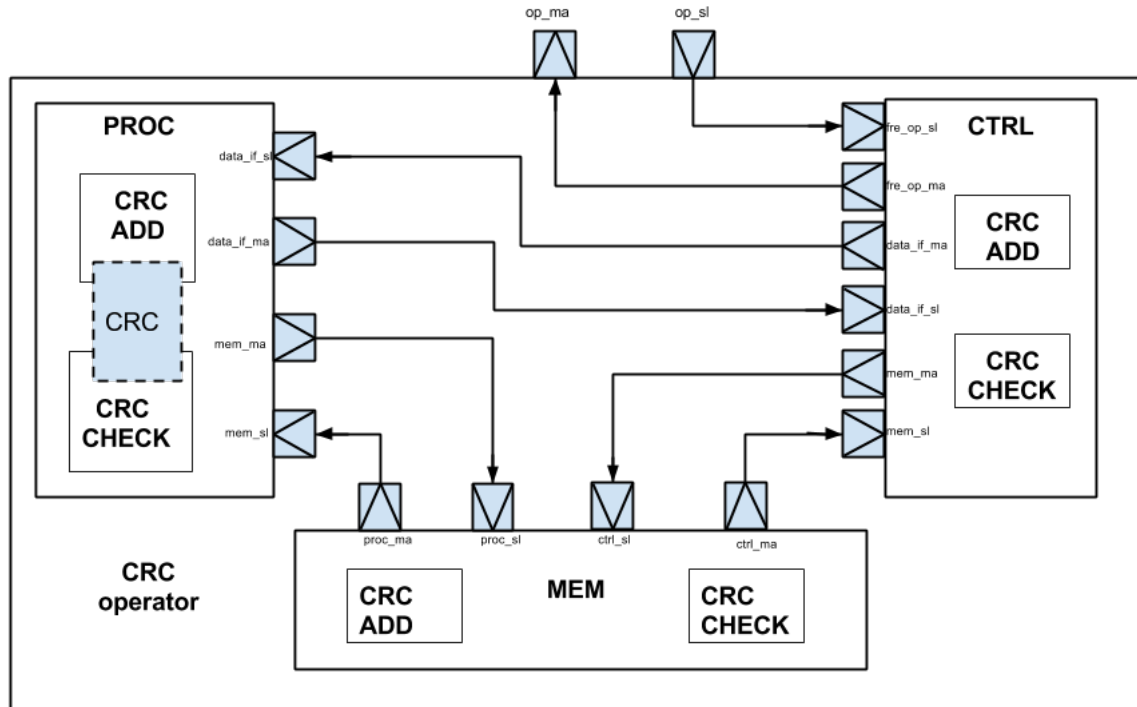 op_ma
op_sl
PROC
CTRL
data_if_sl
fre_op_sl
CRC
ADD
fre_op_ma
data_if_ma
data_if_ma
CRC
ADD
CRC
data_if_sl
mem_ma
mem_ma
CRC
CHECK
CRC
CHECK
mem_sl
mem_sl
proc_ma
proc_sl
ctrl_sl
ctrl_ma
CRC
operator
MEM
CRC
ADD
CRC
CHECK